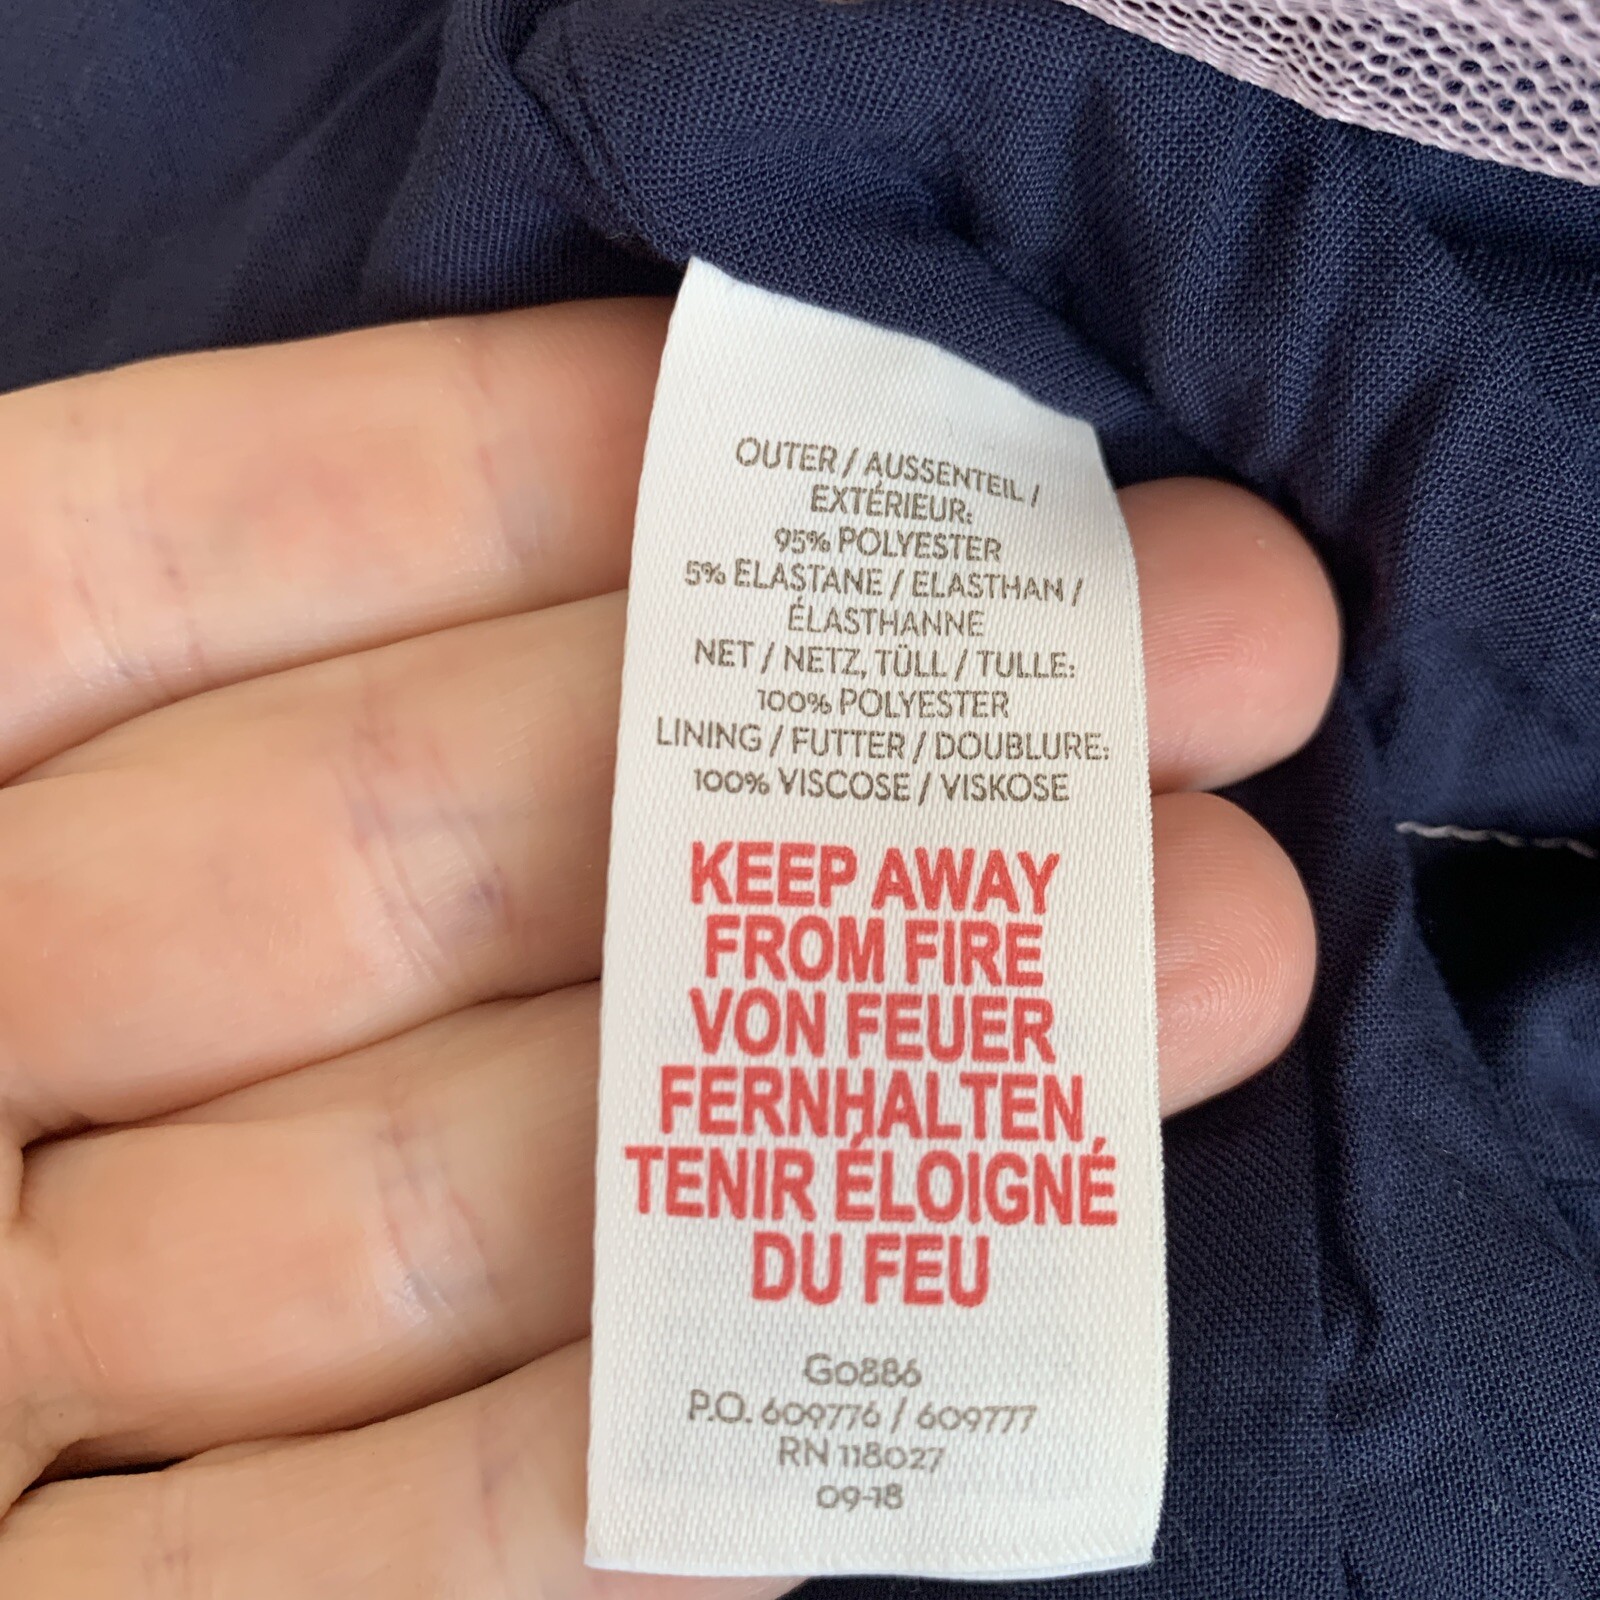 OUTER / AUSSENTEIL /
EXTÉRIEUR:
95% POLYESTER
5% ELASTANE / ELASTHAN /
ÉLASTHANNE
NET / NETZ, TÜLL / TULLE:
100% POLYESTER
LINING / FUTTER / DOUBLURE:
100% VISCOSE / VISKOSE
KEEP AWAY
FROM FIRE
VON FEUER
FERNHALTEN
TENIR ÉLOIGNÉ
DU FEU
G0886
P.O. 609776 / 609777
RN 118027
09-18